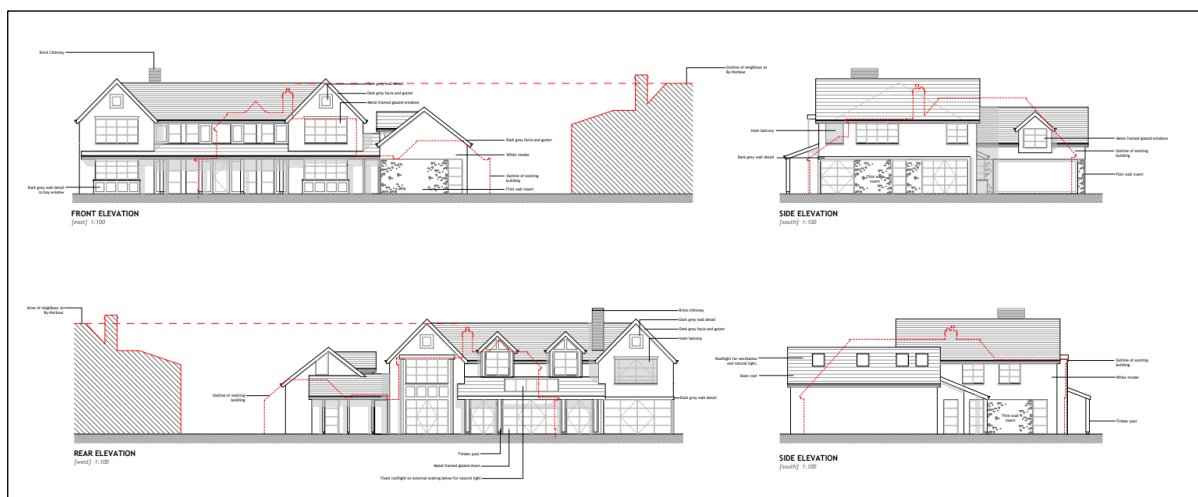 Brick Chimney
Dark grey wall detail
Dark grey facia and gutter
Metal framed glazed windows
Outline of neighbour at
By-Harbour
Dark grey facia and gutter
White render
Outline of existing
building
Flint wall insert
Dark grey wall detail
to bay window
FRONT ELEVATION
[east] 1:100
Inset balcony
Dark grey wall detail
Flint wall
insert
Metal framed glazed windows
Outline of existing
building
Flint wall insert
SIDE ELEVATION
[south] 1:100
line of neighbour at
By-Harbour
Outline of existing
building
Brick chimney
Dark grey wall detail
Dark grey facia and gutter
Inset balcony
Dark grey wall detail
Timber post
Metal framed glazed doors
Fixed rooflight to external seating below for natural light
REAR ELEVATION
[west] 1:100
Rooflight for ventilation
and natural light
Slate roof
Flint wall
insert
Outline of existing
building
White render
Timber post
SIDE ELEVATION
[south] 1:100